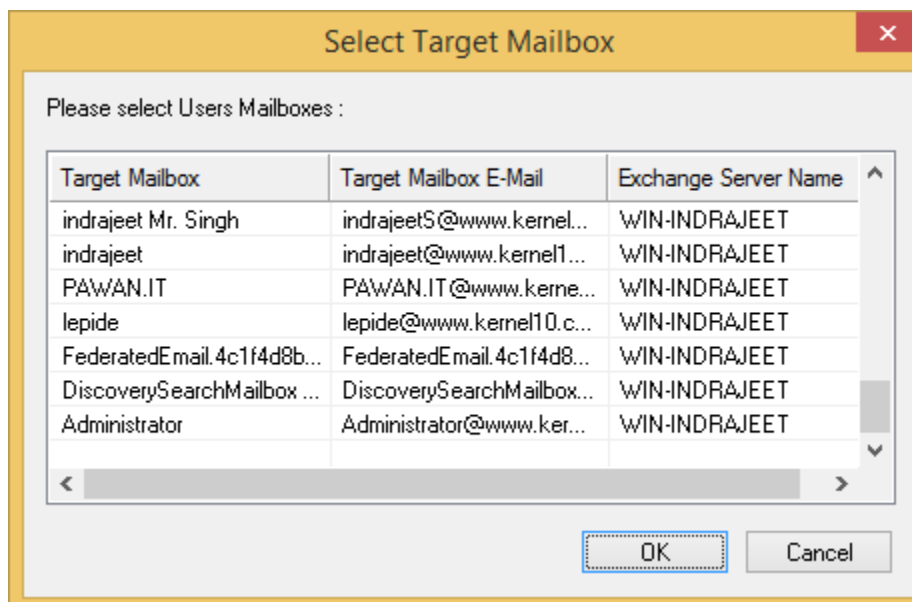 Select Target Mailbox
Please select Users Mailboxes :
Target Mailbox Target Mailbox E-Mail Exchange Server Name
indrajeet Mr. Singh indrajeetS@www.kernel... WIN-INDRAJEET
indrajeet indrajeet@www.kernel1... WIN-INDRAJEET
PAWAN.IT PAWAN.IT@www.kerne... WIN-INDRAJEET
lepide lepide@www.kernel10.c... WIN-INDRAJEET
FederatedEmail.4c1f4d8b... FederatedEmail.4c1f4d8... WIN-INDRAJEET
DiscoverySearchMailbox ... DiscoverySearchMailbox... WIN-INDRAJEET
Administrator Administrator@www.ker... WIN-INDRAJEET
OK Cancel